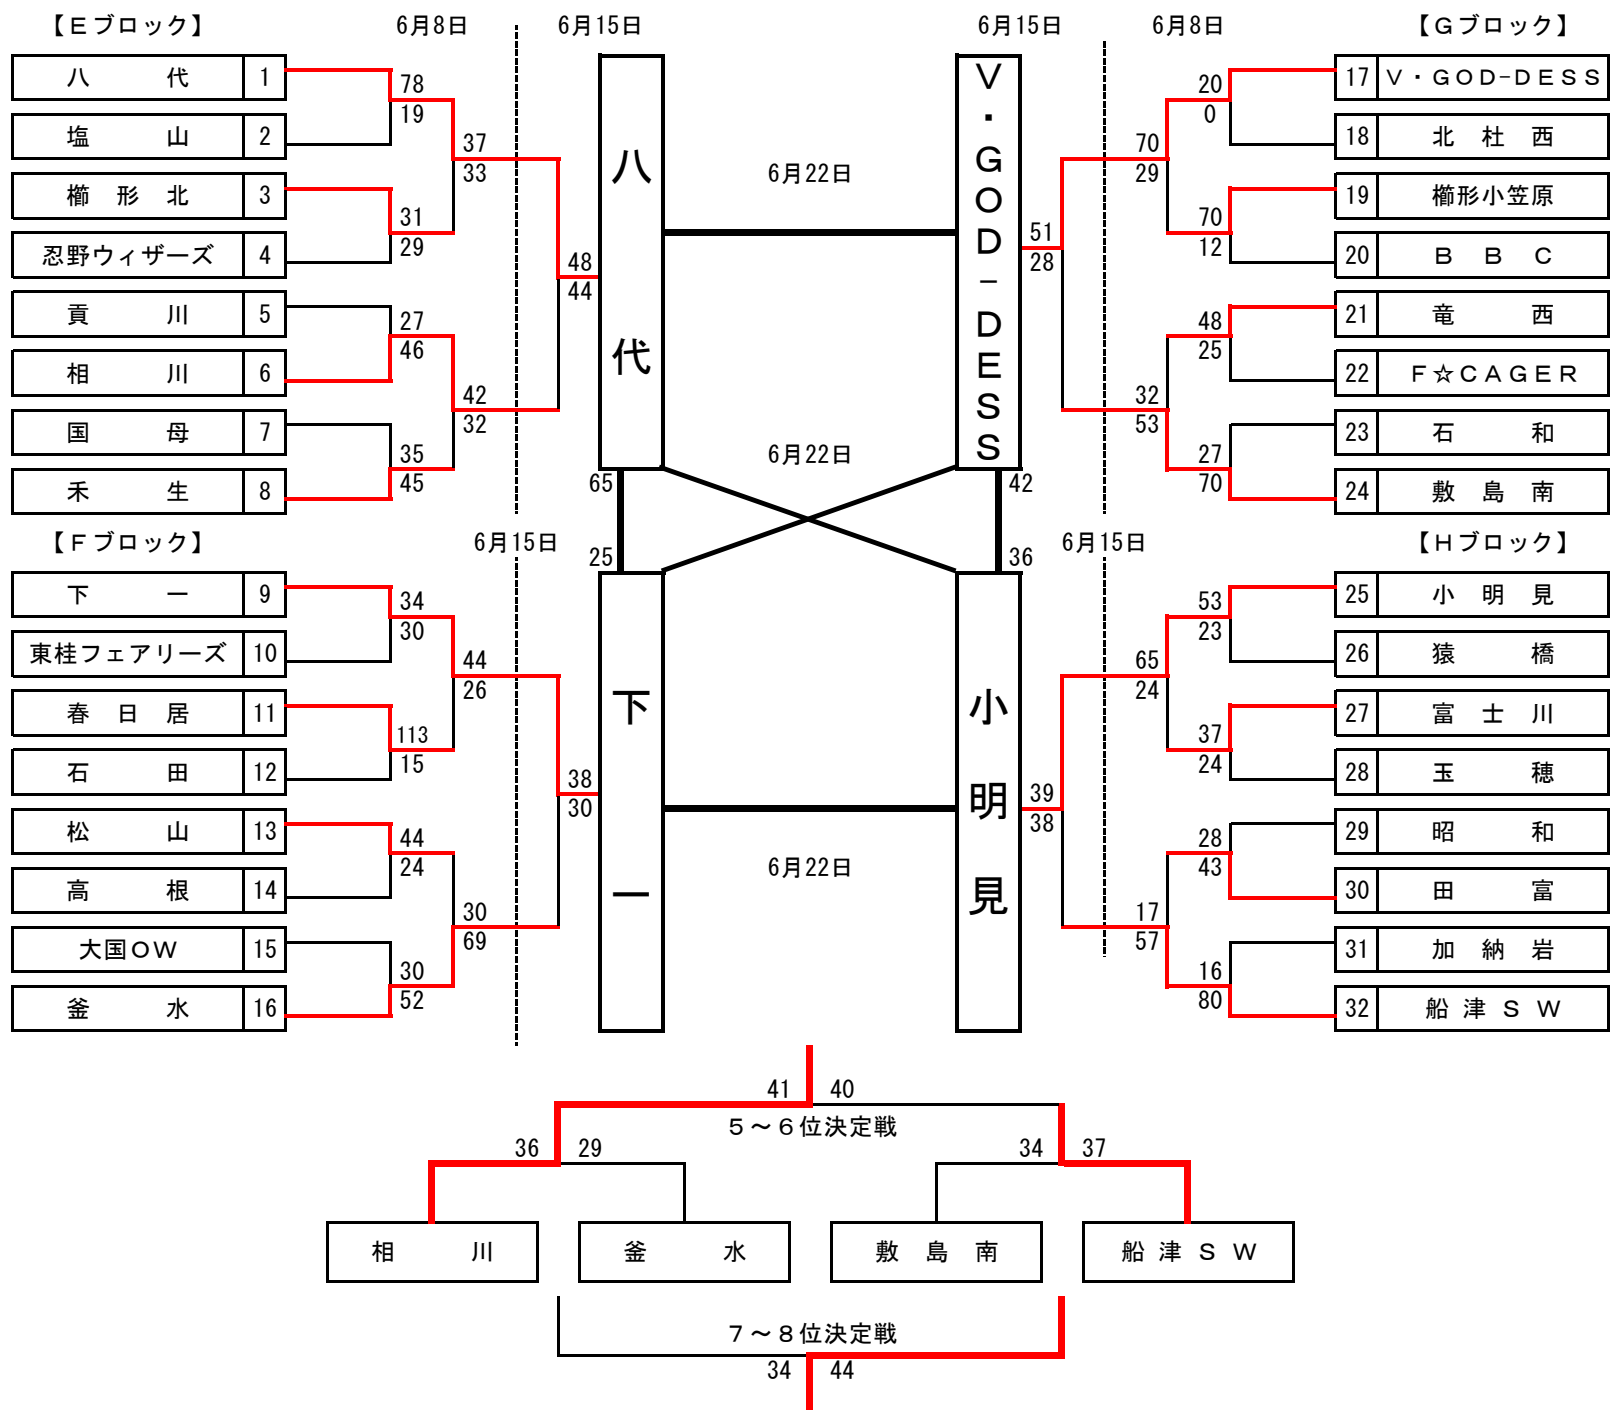 【Eブロック】 6月8日 6月15日 6月15日 6月8日 【Gブロック】
八代 1
78
19
塩山 2
37
33
櫛形北 3
31
29
忍野ウィザーズ 4
48
44
貢川 5
27
46
相川 6
42
32
国母 7
35
45
禾生 8
八代
65
V・GOD-DESS
42
6月22日
6月22日
17 V・GOD-DESS
20
0
18 北杜西
70
29
19 櫛形小笠原
70
12
20 BBC
51
28
21 竜西
48
25
22 F☆CAGER
32
53
23 石和
27
70
24 敷島南
【Fブロック】 6月15日 6月15日 【Hブロック】
下一 9
34
30
東桂フェアリーズ 10
44
26
春日居 11
113
15
石田 12
38
30
松山 13
44
24
高根 14
30
69
大国OW 15
30
52
釜水 16
25
下一
36
小明見
6月22日
25 小明見
53
23
26 猿橋
65
24
27 富士川
37
24
28 玉穂
39
38
29 昭和
28
43
30 田富
17
57
31 加納岩
16
80
32 船津SW
41 40
5~6位決定戦
36 29 34 37
相川 釜水 敷島南 船津SW
7~8位決定戦
34 44